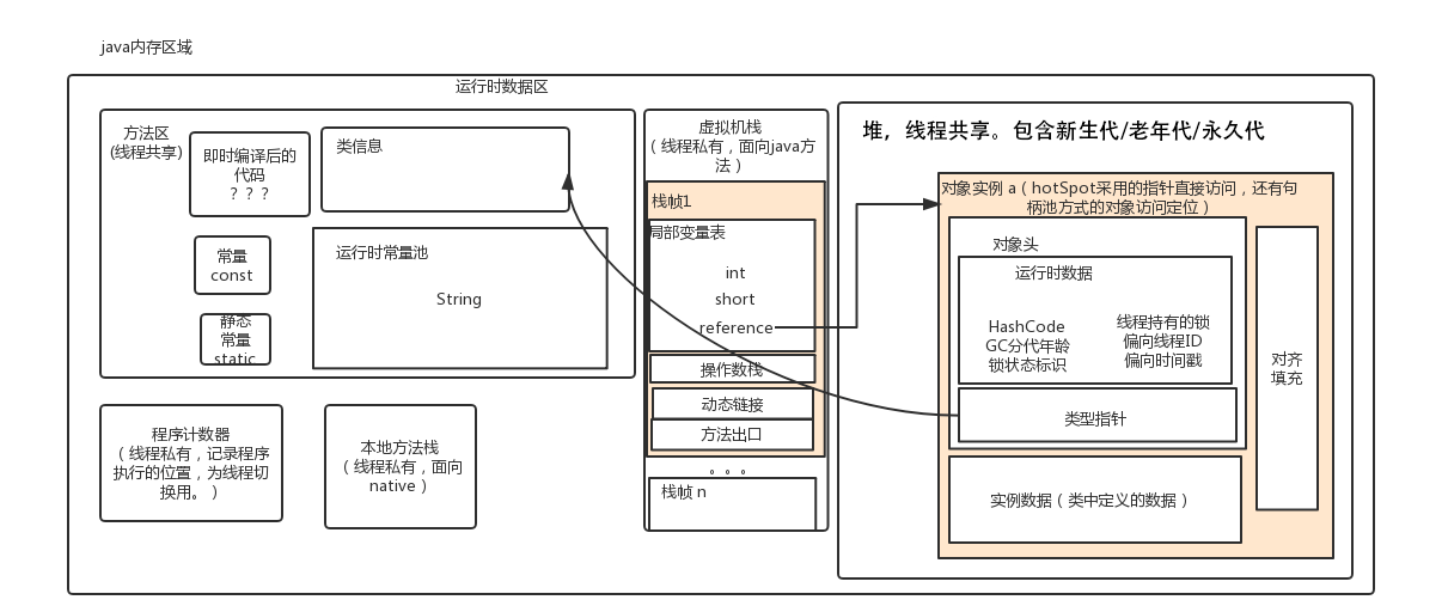 java内存区域
运行时数据区
方法区
(线程共享)
即时编译后的
代码
？？？
类信息
常量
const
运行时常量池
String
静态
常量
static
程序计数器
（线程私有，记录程序
执行的位置，为线程切
换用。）
本地方法栈
（线程私有，面向
native）
虚拟机栈
（线程私有，面向java方
法）
栈帧1
局部变量表
int
short
reference
操作数栈
动态链接
方法出口
。。。
栈帧 n
堆，线程共享。包含新生代/老年代/永久代
对象实例 a（hotSpot采用的指针直接访问，还有句
柄池方式的对象访问定位）
对象头
运行时数据
HashCode
GC分代年龄
锁状态标识
线程持有的锁
偏向线程ID
偏向时间戳
类型指针
实例数据（类中定义的数据）
对齐
填充